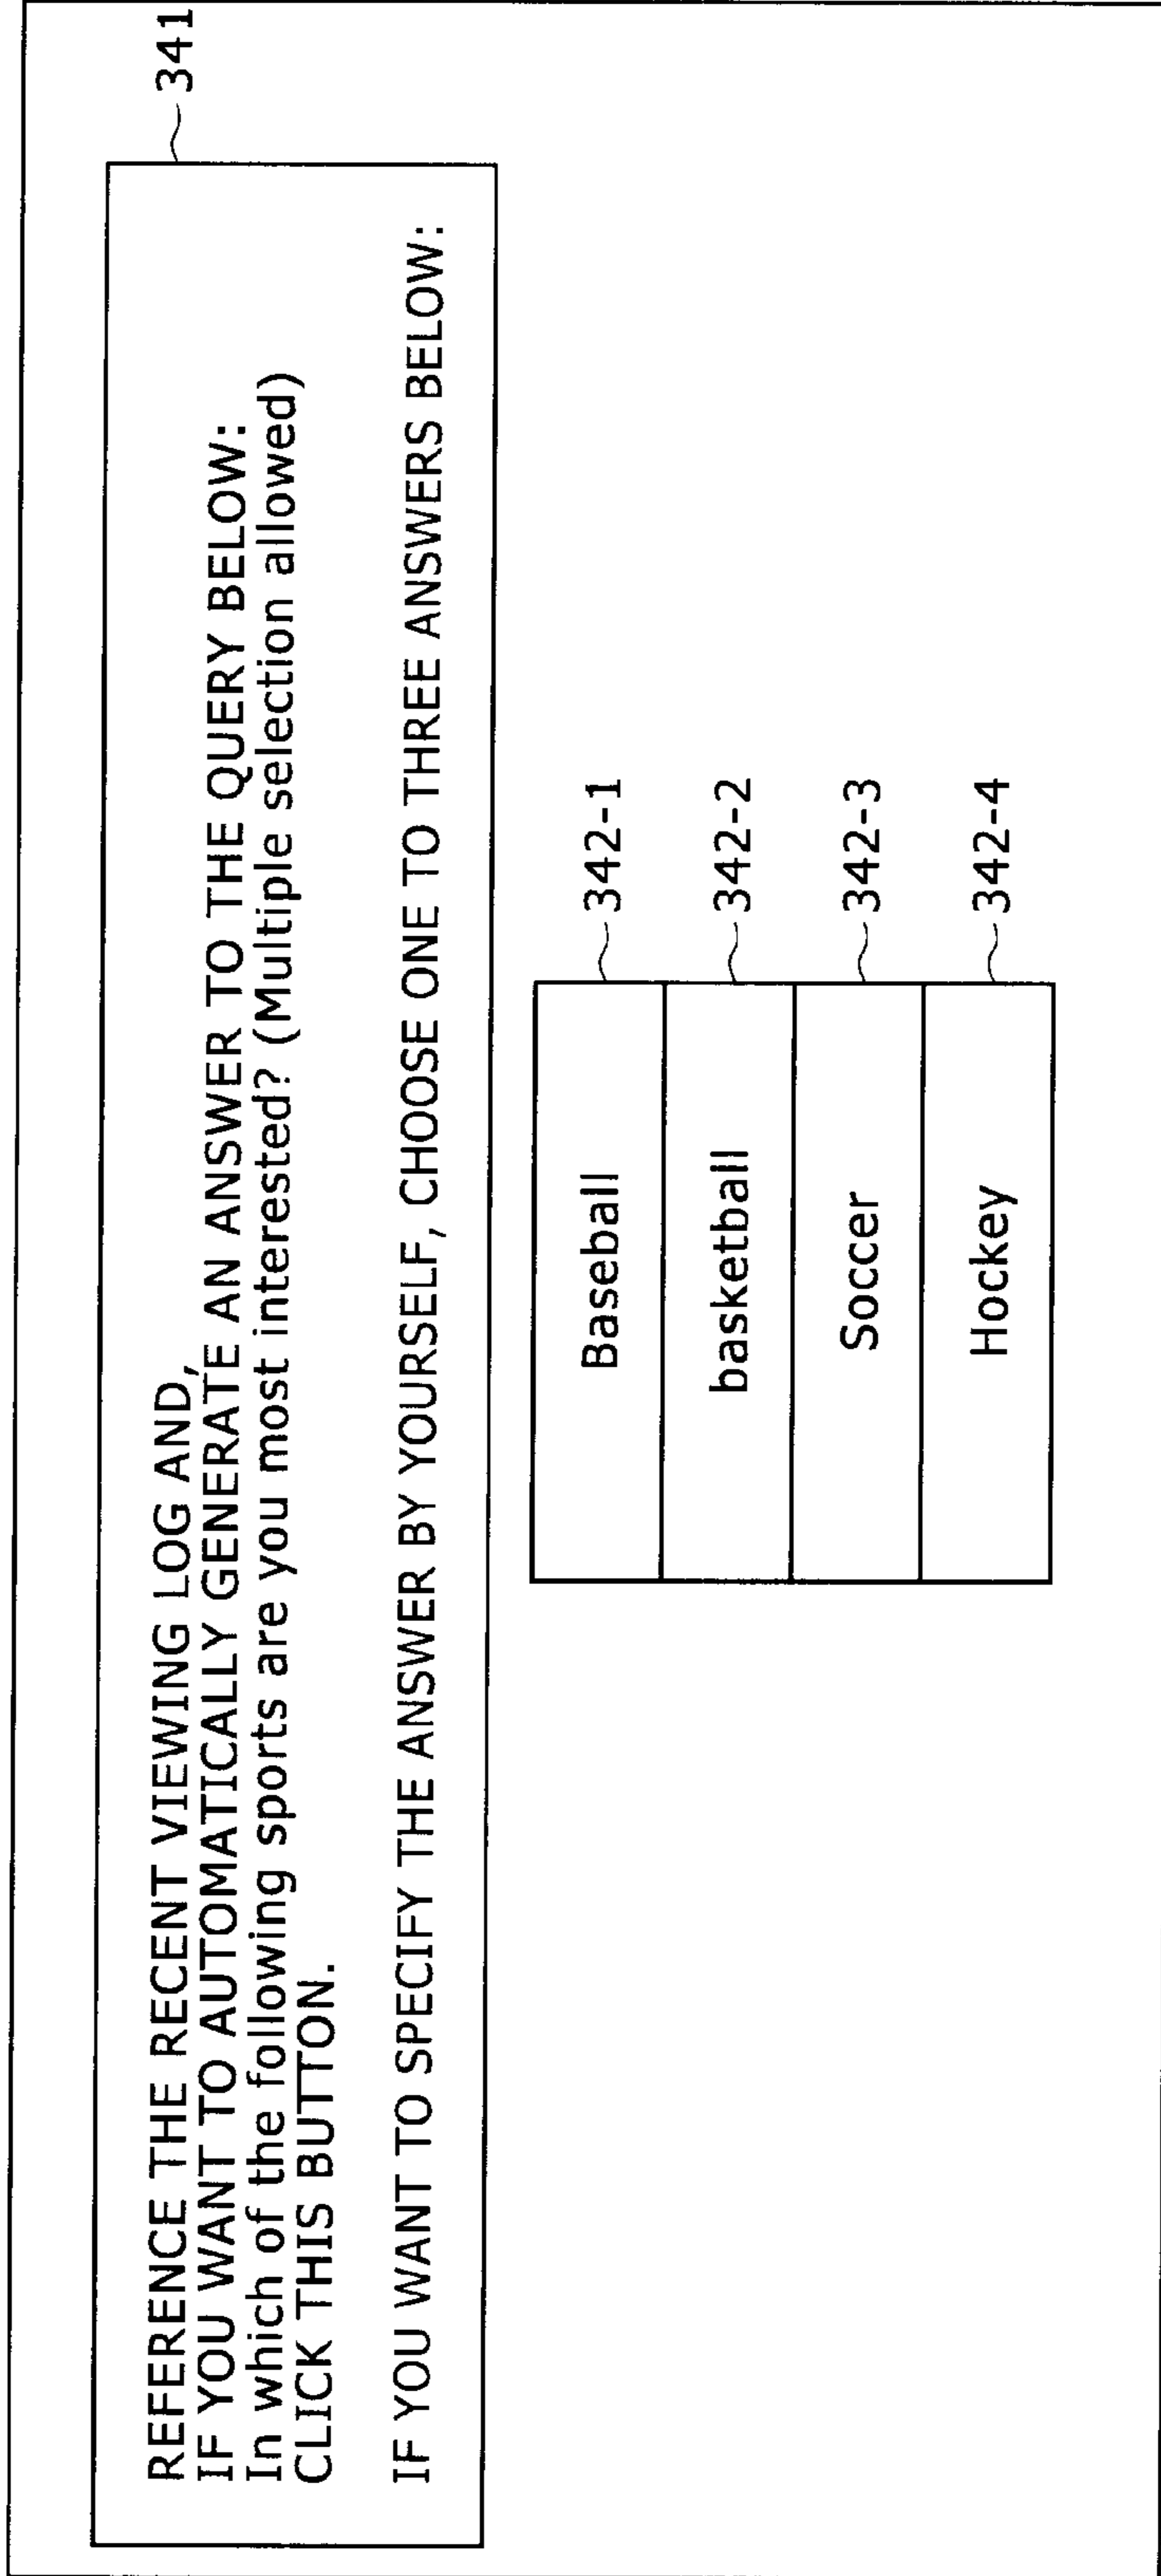 REFERENCE THE RECENT VIEWING LOG AND,
IF YOU WANT TO AUTOMATICALLY GENERATE AN ANSWER TO THE QUERY BELOW:
In which of the following sports are you most interested? (Multiple selection allowed)
CLICK THIS BUTTON.
IF YOU WANT TO SPECIFY THE ANSWER BY YOURSELF, CHOOSE ONE TO THREE ANSWERS BELOW:
341
Baseball 342-1
basketball 342-2
Soccer 342-3
Hockey 342-4